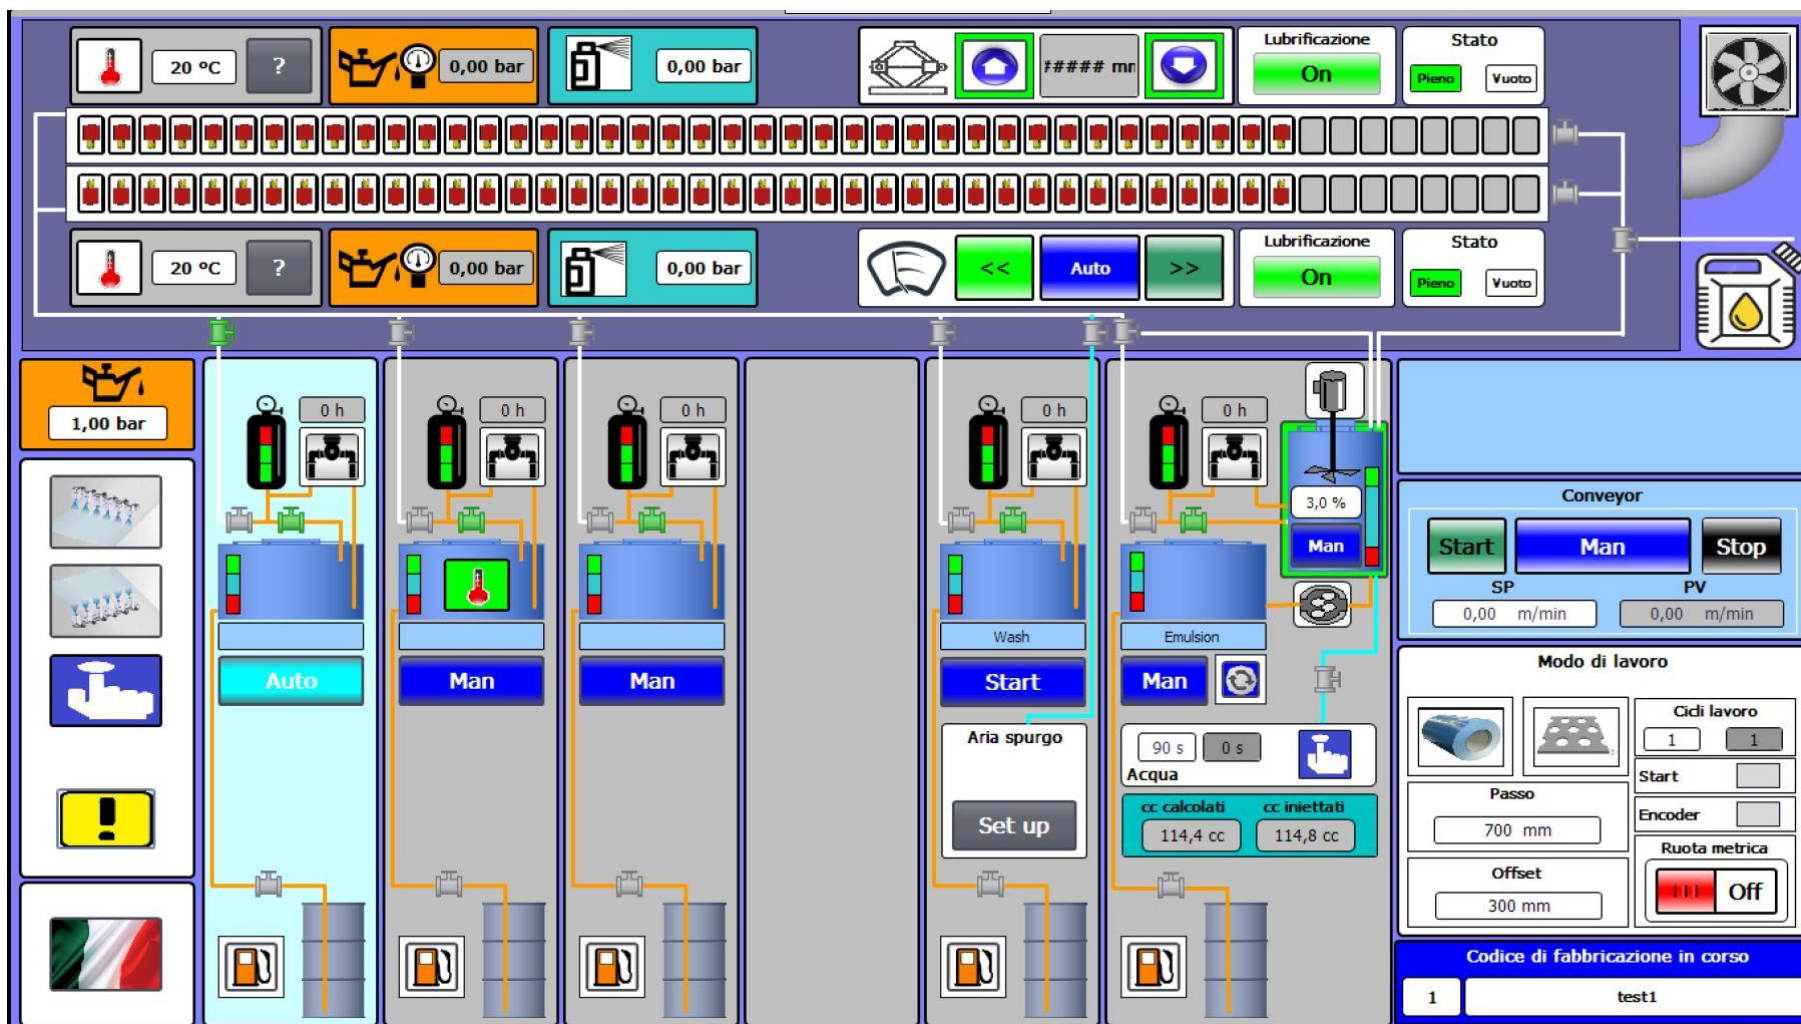 20 ºC
?
0,00 bar
0,00 bar
##### mm
Lubrificazione
On
Stato
Pieno
Vuoto
20 ºC
?
0,00 bar
0,00 bar
<<
Auto
>>
Lubrificazione
On
Stato
Pieno
Vuoto
1,00 bar
0 h
0 h
0 h
0 h
0 h
3,0 %
Man
Wash
Emulsion
Auto
Man
Man
Start
Man
Aria spurgo
Set up
90 s
0 s
Acqua
cc calcolati
cc iniettati
114,4 cc
114,8 cc
Conveyor
Start
Man
Stop
SP
PV
0,00 m/min
0,00 m/min
Modo di lavoro
Cicli lavoro
1
1
Start
Passo
700 mm
Encoder
Ruota metrica
Off
Offset
300 mm
Codice di fabbricazione in corso
1
test1